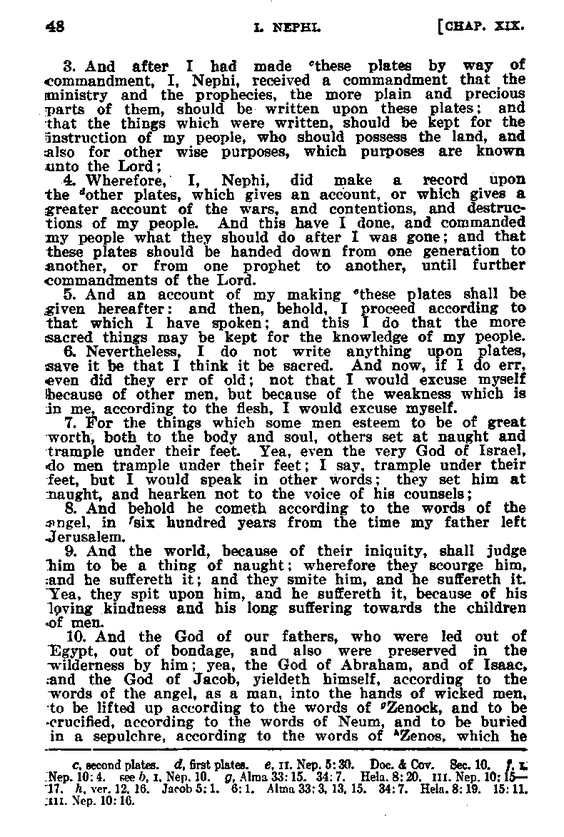 48 I. NEPHI. [CHAP. XIX.
3. And after I had made cthese plates by way of
commandment, I, Nephi, received a commandment that the
ministry and the prophecies, the more plain and precious
parts of them, should be written upon these plates; and
that the things which were written, should be kept for the
instruction of my people, who should possess the land, and
also for other wise purposes, which purposes are known
unto the Lord;
4. Wherefore, I, Nephi, did make a record upon
the dother plates, which gives an account, or which gives a
greater account of the wars, and contentions, and destruc-
tions of my people. And this have I done, and commanded
my people what they should do after I was gone; and that
these plates should be handed down from one generation to
another, or from one prophet to another, until further
commandments of the Lord.
5. And an account of my making ethese plates shall be
given hereafter: and then, behold, I proceed according to
that which I have spoken; and this I do that the more
sacred things may be kept for the knowledge of my people.
6. Nevertheless, I do not write anything upon plates,
save it be that I think it be sacred. And now, if I do err,
even did they err of old; not that I would excuse myself
because of other men, but because of the weakness which is
in me, according to the flesh, I would excuse myself.
7. For the things which some men esteem to be of great
worth, both to the body and soul, others set at naught and
trample under their feet. Yea, even the very God of Israel,
do men trample under their feet; I say, trample under their
feet, but I would speak in other words; they set him at
naught, and hearken not to the voice of his counsels;
8. And behold he cometh according to the words of the
angel, in fsix hundred years from the time my father left
Jerusalem.
9. And the world, because of their iniquity, shall judge
him to be a thing of naught; wherefore they scourge him,
and he suffereth it; and they smite him, and he suffereth it.
Yea, they spit upon him, and he suffereth it, because of his
loving kindness and his long suffering towards the children
of men.
10. And the God of our fathers, who were led out of
Egypt, out of bondage, and also were preserved in the
wilderness by him; yea, the God of Abraham, and of Isaac,
and the God of Jacob, yieldeth himself, according to the
words of the angel, as a man, into the hands of wicked men,
to be lifted up according to the words of gZenock, and to be
crucified, according to the words of Neum, and to be buried
in a sepulchre, according to the words of hZenos, which he
c, second plates. d, first plates. e, II. Nep. 5:30. Doc. & Cov. Sec. 10. f, I.
Nep. 10:4. see b, I. Nep. 10. g, Alma 33:15. 34:7. Hela. 8:20. III. Nep. 10:15—
17. h, ver. 12, 16. Jacob 5:1. 6:1. Alma 33:3, 13, 15. 34:7. Hela. 8:19. 15:11.
III. Nep. 10:16.